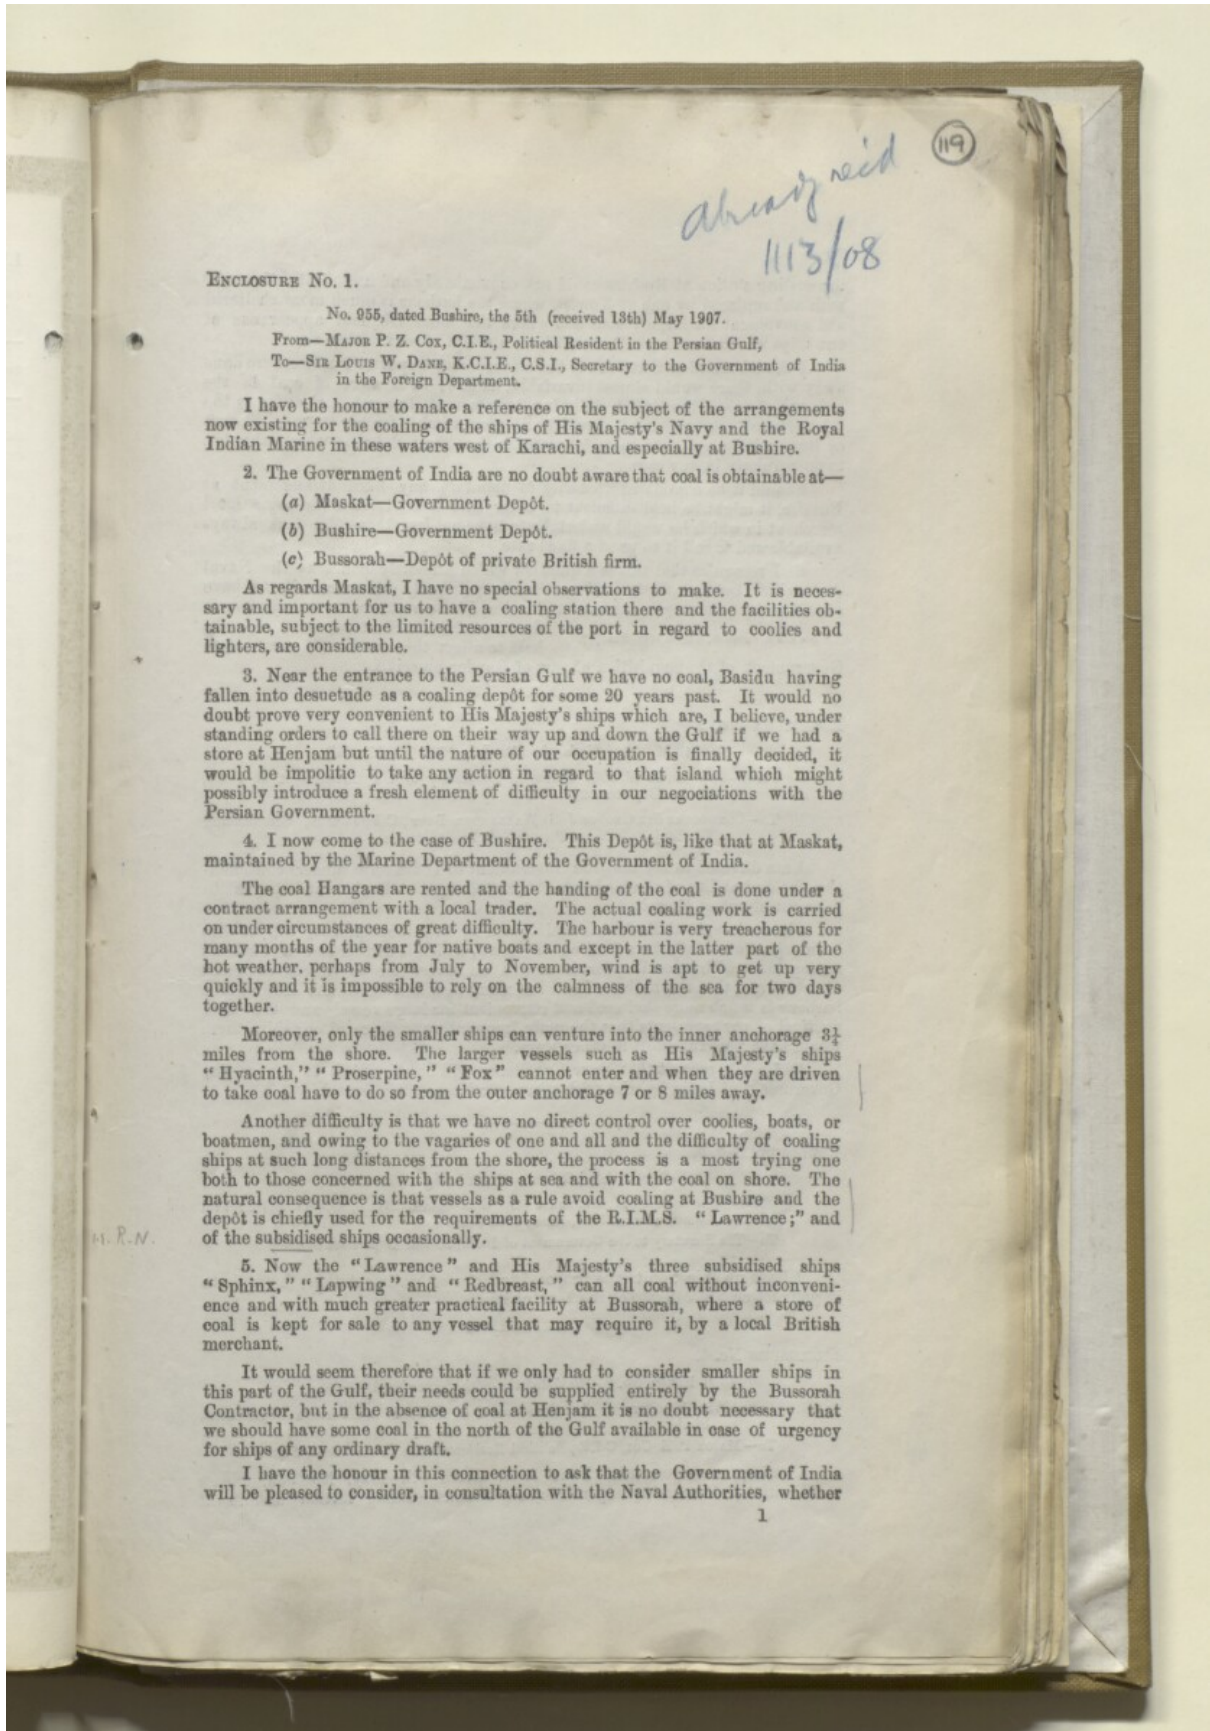 119
Already rec'd
1113/08
ENCLOSURE No. 1.
No. 955, dated Bushire, the 5th (received 13th) May 1907.
From—MAJOR P. Z. COX, C.I.E., Political Resident in the Persian Gulf,
To—SIR LOUIS W. DANE, K.C.I.E., C.S.I., Secretary to the Government of India
in the Foreign Department.
I have the honour to make a reference on the subject of the arrangements
now existing for the coaling of the ships of His Majesty's Navy and the Royal
Indian Marine in these waters west of Karachi, and especially at Bushire.
2. The Government of India are no doubt aware that coal is obtainable at—
(a) Maskat—Government Depôt.
(b) Bushire—Government Depôt.
(c) Bussorah—Depôt of private British firm.
As regards Maskat, I have no special observations to make. It is neces-
sary and important for us to have a coaling station there and the facilities ob-
tainable, subject to the limited resources of the port in regard to coolies and
lighters, are considerable.
3. Near the entrance to the Persian Gulf we have no coal, Basidu having
fallen into desuetude as a coaling depôt for some 20 years past. It would no
doubt prove very convenient to His Majesty's ships which are, I believe, under
standing orders to call there on their way up and down the Gulf if we had a
store at Henjam but until the nature of our occupation is finally decided, it
would be impolitic to take any action in regard to that island which might
possibly introduce a fresh element of difficulty in our negociations with the
Persian Government.
4. I now come to the case of Bushire. This Depôt is, like that at Maskat,
maintained by the Marine Department of the Government of India.
The coal Hangars are rented and the handing of the coal is done under a
contract arrangement with a local trader. The actual coaling work is carried
on under circumstances of great difficulty. The harbour is very treacherous for
many months of the year for native boats and except in the latter part of the
hot weather, perhaps from July to November, wind is apt to get up very
quickly and it is impossible to rely on the calmness of the sea for two days
together.
Moreover, only the smaller ships can venture into the inner anchorage 3¼
miles from the shore. The larger vessels such as His Majesty's ships
"Hyacinth," "Proserpine," "Fox" cannot enter and when they are driven
to take coal have to do so from the outer anchorage 7 or 8 miles away.
Another difficulty is that we have no direct control over coolies, boats, or
boatmen, and owing to the vagaries of one and all and the difficulty of coaling
ships at such long distances from the shore, the process is a most trying one
both to those concerned with the ships at sea and with the coal on shore. The
natural consequence is that vessels as a rule avoid coaling at Bushire and the
depôt is chiefly used for the requirements of the R.I.M.S. "Lawrence;" and
of the subsidised ships occasionally.
R.N.
5. Now the "Lawrence" and His Majesty's three subsidised ships
"Sphinx," "Lapwing" and "Redbreast," can all coal without inconveni-
ence and with much greater practical facility at Bussorah, where a store of
coal is kept for sale to any vessel that may require it, by a local British
merchant.
It would seem therefore that if we only had to consider smaller ships in
this part of the Gulf, their needs could be supplied entirely by the Bussorah
Contractor, but in the absence of coal at Henjam it is no doubt necessary that
we should have some coal in the north of the Gulf available in case of urgency
for ships of any ordinary draft.
I have the honour in this connection to ask that the Government of India
will be pleased to consider, in consultation with the Naval Authorities, whether
1